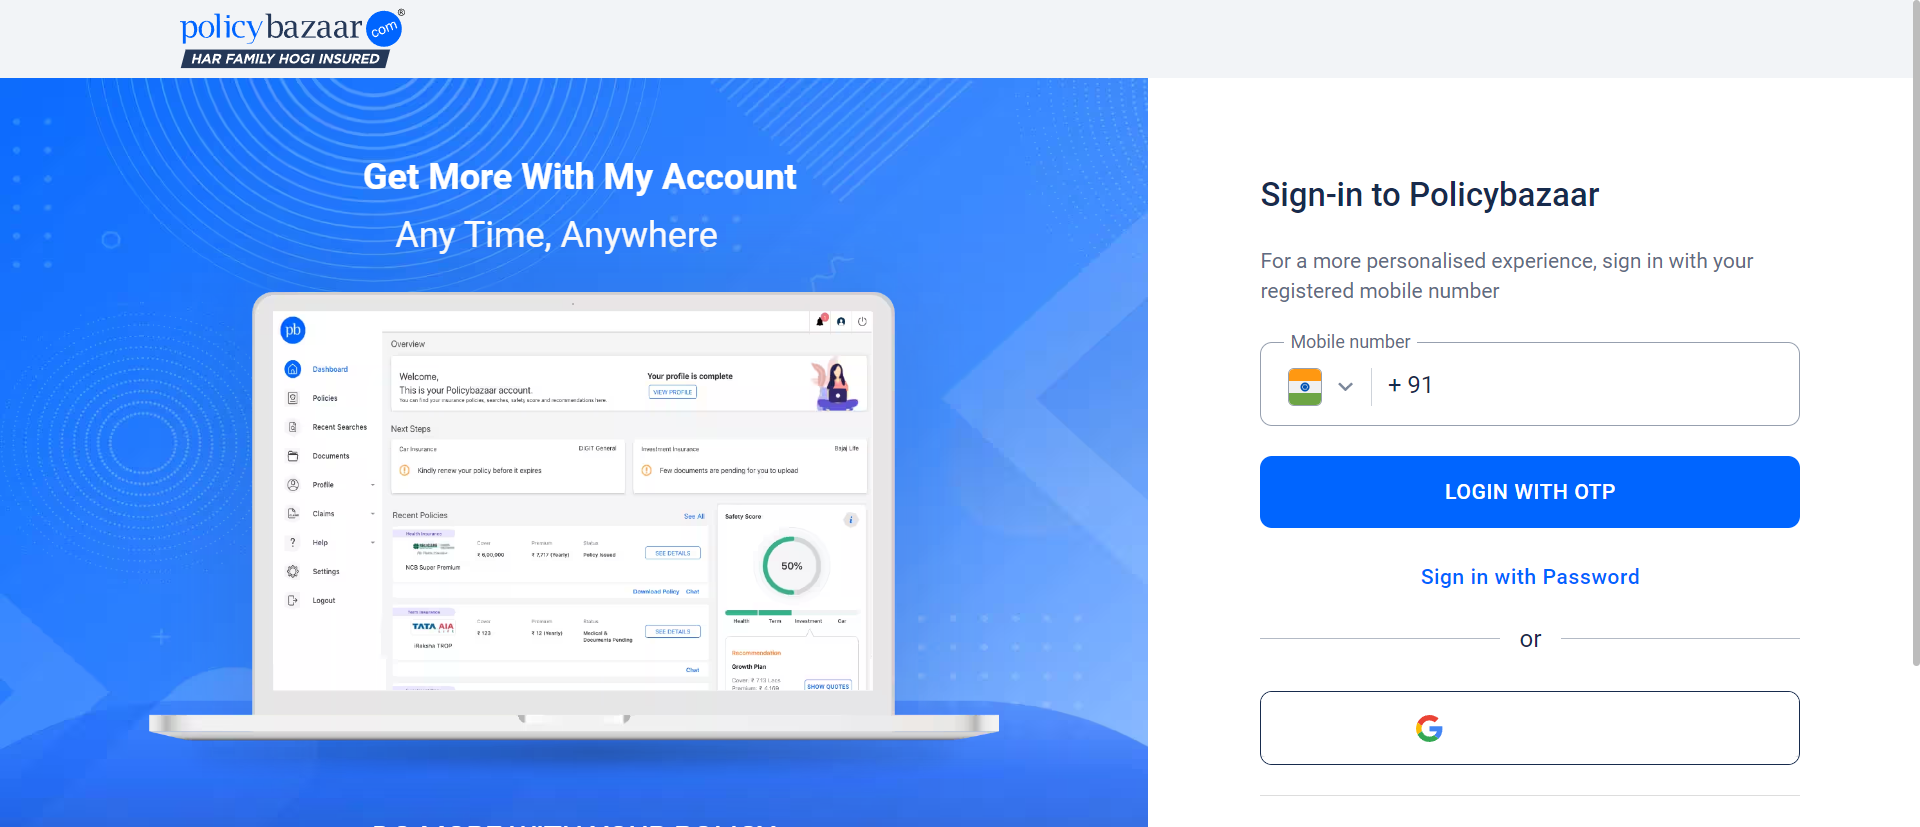 policybazaar com ®
HAR FAMILY HOGI INSURED
Get More With My Account
Any Time, Anywhere
pb
Dashboard
Policies
Recent Searches
Documents
Profile
Claims
Help
Settings
Logout
Overview
Welcome,
This is your Policybazaar account.
You can find your insurance policies, searches, safety score and recommendations here.
Your profile is complete
VIEW PROFILE
Next Steps
Car Insurance
DIGIT General
Kindly renew your policy before it expires
Investment Insurance
Bajaj Life
Few documents are pending for you to upload
Recent Policies
See All
Health Insurance
NCB Super Premium
Cover
₹ 6,00,000
Premium
₹ 7,717 (Yearly)
Status
Policy Issued
SEE DETAILS
Download Policy
Chat
Term Insurance
TATA AIA
LIFE
iRaksha TROP
Cover
₹ 123
Premium
₹ 12 (Yearly)
Status
Medical &
Documents Pending
SEE DETAILS
Chat
Safety Score
i
50%
Health
Term
Investment
Car
Recommendation
Growth Plan
Cover: ₹ 713 Lacs
Premium: ₹ 4,169
SHOW QUOTES
Sign-in to Policybazaar
For a more personalised experience, sign in with your
registered mobile number
Mobile number
+ 91
LOGIN WITH OTP
Sign in with Password
or